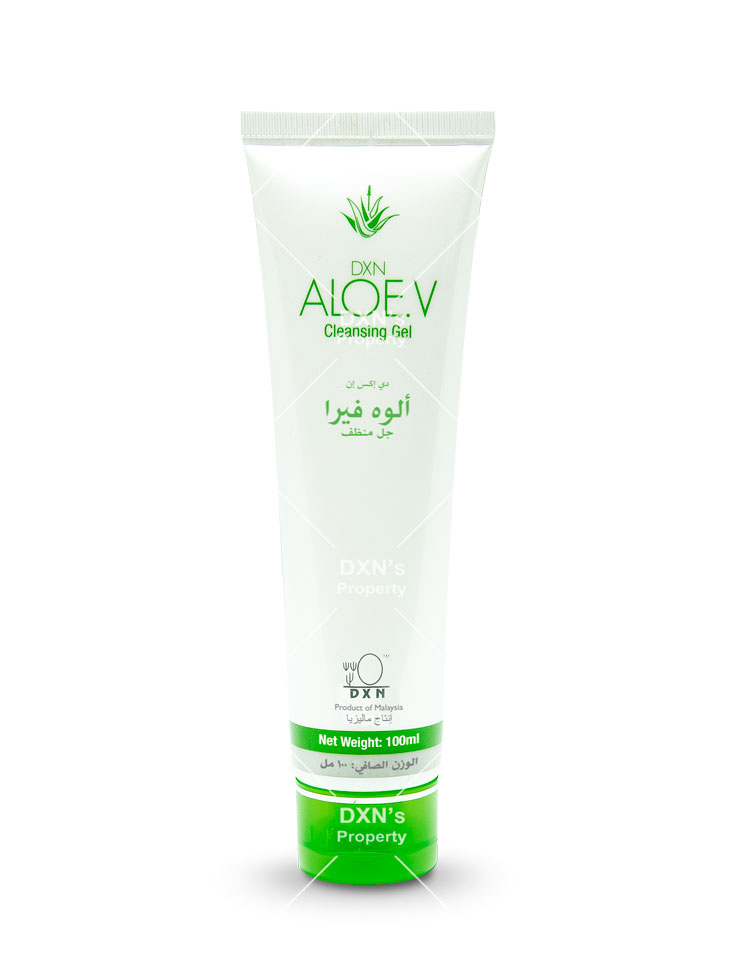 DXN
ALOE.V
Cleansing Gel
DXN's
Property
دي إكس إن
ألوه فيرا
جل منظف
DXN's
Property
TM
DXN
Product of Malaysia
إنتاج ماليزيا
Net Weight: 100ml
الوزن الصافي: ١٠٠ مل
DXN's
Property